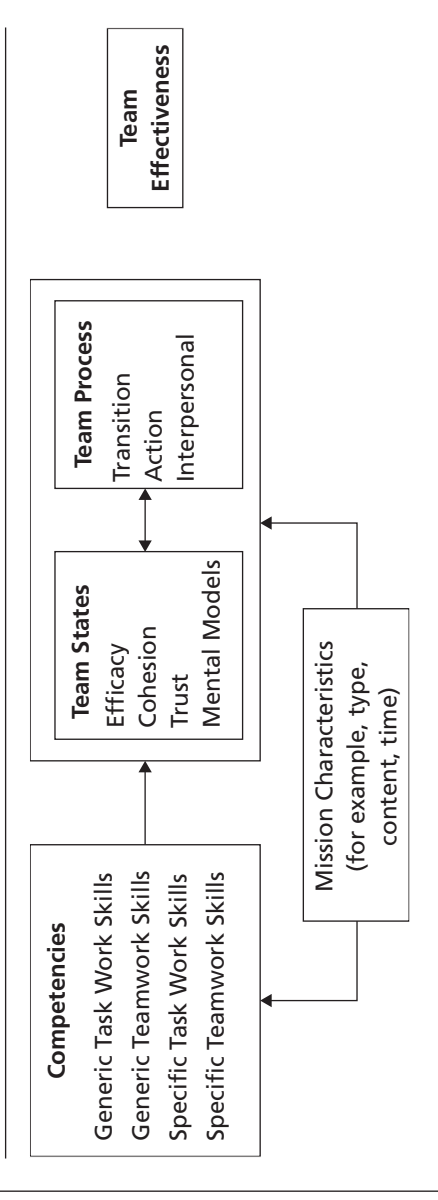 Competencies
Generic Task Work Skills
Generic Teamwork Skills
Specific Task Work Skills
Specific Teamwork Skills
Team States
Efficacy
Cohesion
Trust
Mental Models
Team Process
Transition
Action
Interpersonal
Team
Effectiveness
Mission Characteristics
(for example, type,
content, time)